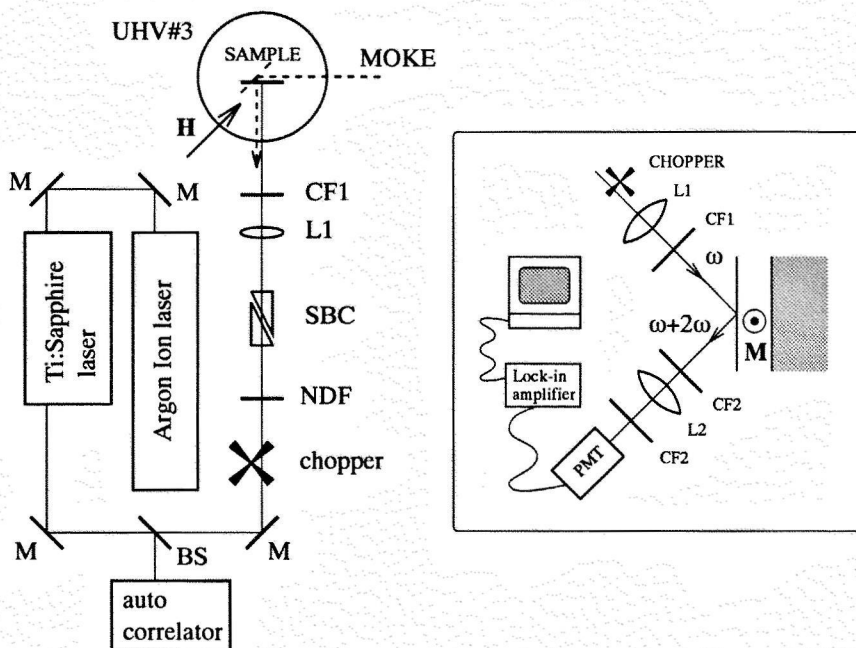 UHV#3
SAMPLE
MOKE
H
M
M
CF1
L1
Ti:Sapphire
laser
Argon Ion laser
SBC
NDF
chopper
M
BS
M
auto
correlator
CHOPPER
L1
CF1
ω
ω+2ω
M
Lock-in
amplifier
CF2
L2
CF2
PMT